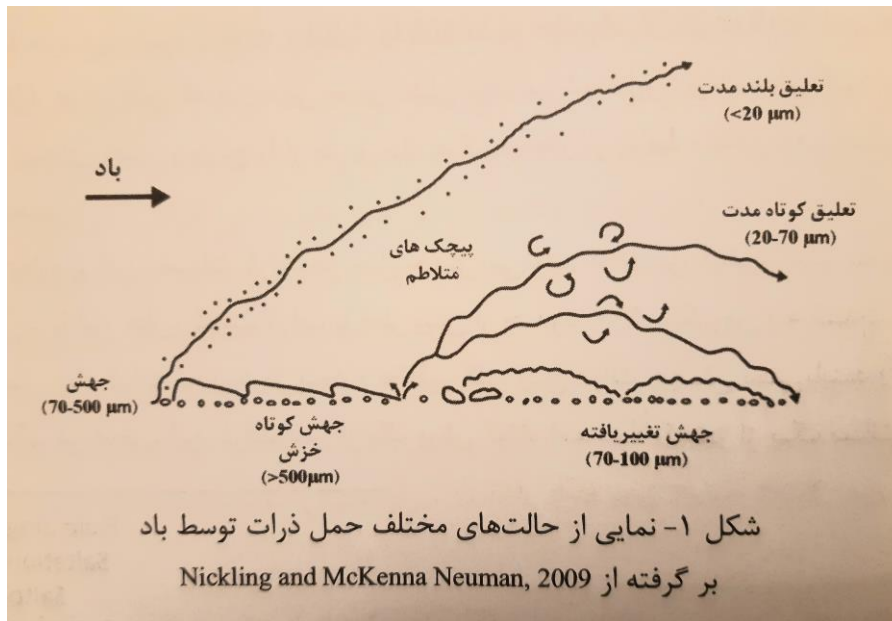 تعلیق بلند مدت
(<20 µm)
باد
تعلیق کوتاه مدت
(20-70 µm)
پیچک های
متلاطم
جهش
(70-500 µm)
جهش کوتاه
خزش
(>500µm)
جهش تغییریافته
(70-100 µm)
شکل ۱- نمایی از حالت‌های مختلف حمل ذرات توسط باد
بر گرفته از Nickling and McKenna Neuman, 2009